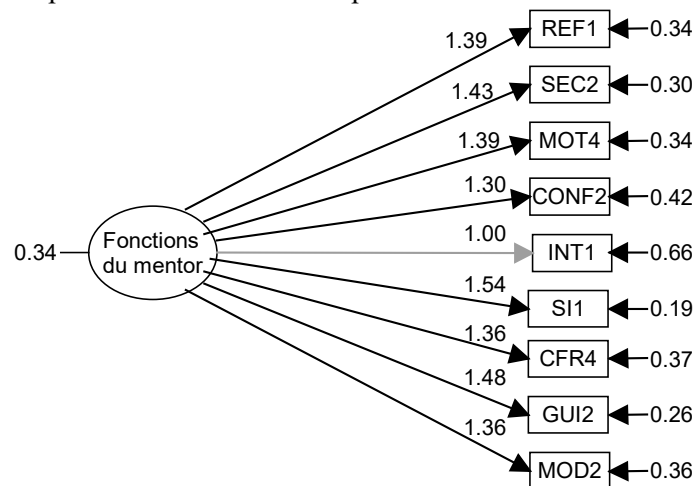 1.39
REF1
0.34
1.43
SEC2
0.30
1.39
MOT4
0.34
1.30
CONF2
0.42
0.34
Fonctions
du mentor
1.00
INT1
0.66
1.54
SI1
0.19
1.36
CFR4
0.37
1.48
GUI2
0.26
1.36
MOD2
0.36